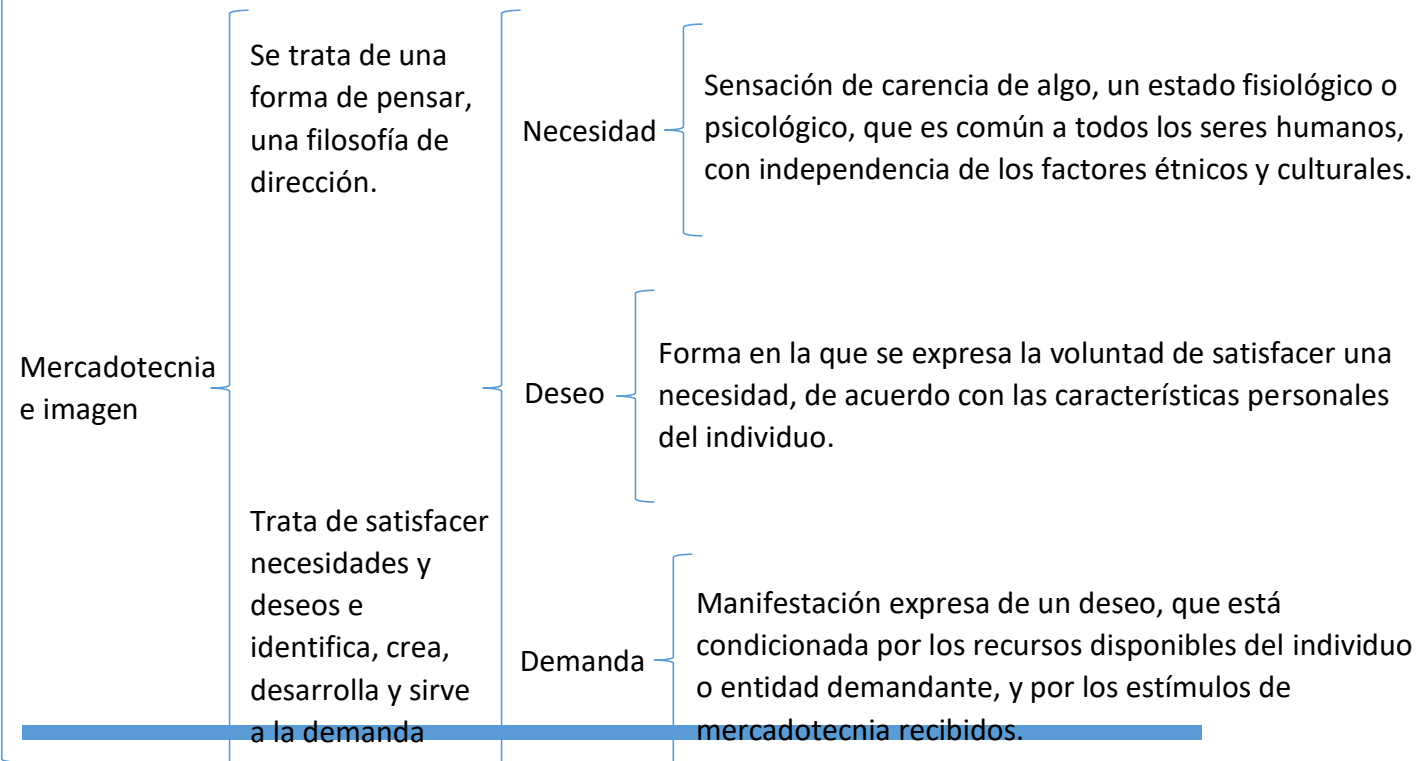 Mercadotecnia
e imagen
Se trata de una
forma de pensar,
una filosofía de
dirección.
Trata de satisfacer
necesidades y
deseos e
identifica, crea,
desarrolla y sirve
a la demanda
Necesidad
Sensación de carencia de algo, un estado fisiológico o
psicológico, que es común a todos los seres humanos,
con independencia de los factores étnicos y culturales.
Deseo
Forma en la que se expresa la voluntad de satisfacer una
necesidad, de acuerdo con las características personales
del individuo.
Demanda
Manifestación expresa de un deseo, que está
condicionada por los recursos disponibles del individuo
o entidad demandante, y por los estímulos de
mercadotecnia recibidos.